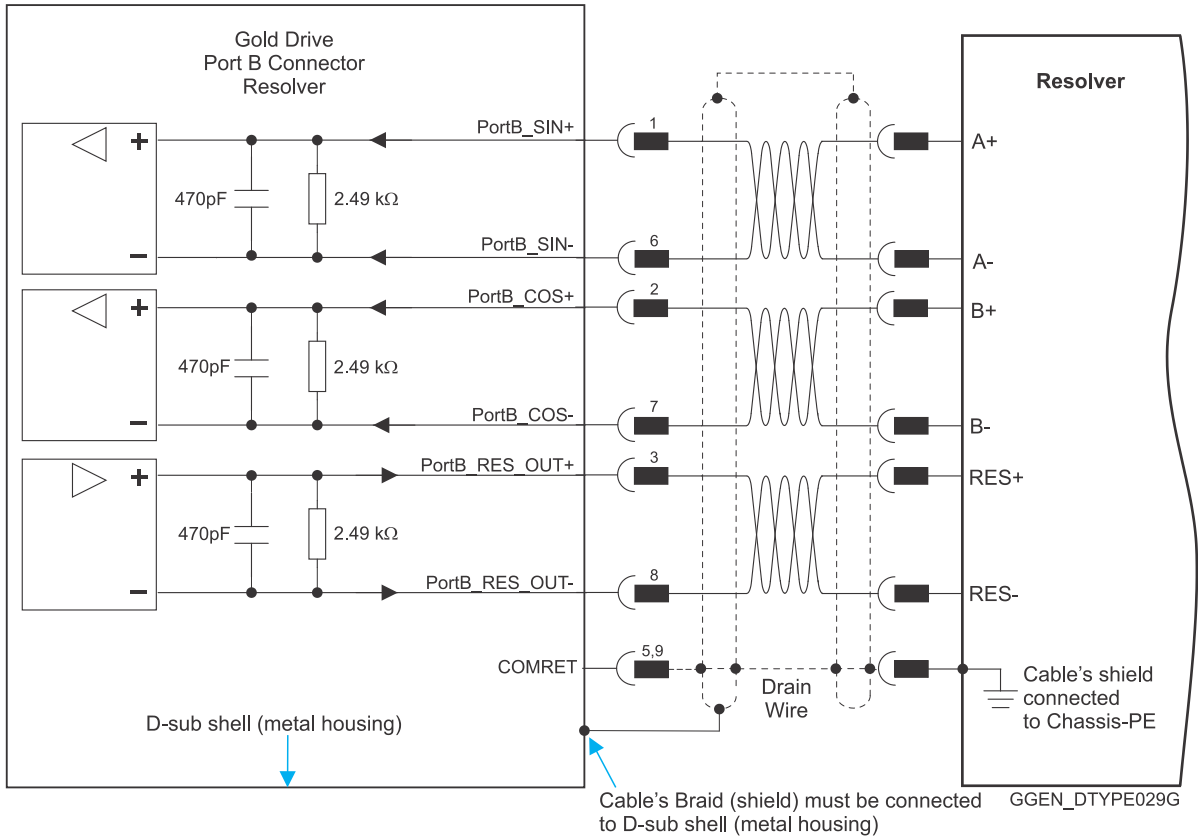 Gold Drive
Port B Connector
Resolver
Resolver
+
PortB_SIN+
1
A+
470pF
2.49 kΩ
−
PortB_SIN-
6
A-
+
PortB_COS+
2
B+
470pF
2.49 kΩ
−
PortB_COS-
7
B-
+
PortB_RES_OUT+
3
RES+
470pF
2.49 kΩ
−
PortB_RES_OUT-
8
RES-
COMRET
5,9
Drain
Wire
Cable's shield
connected
to Chassis-PE
D-sub shell (metal housing)
Cable's Braid (shield) must be connected
to D-sub shell (metal housing)
GGEN_DTYPE029G